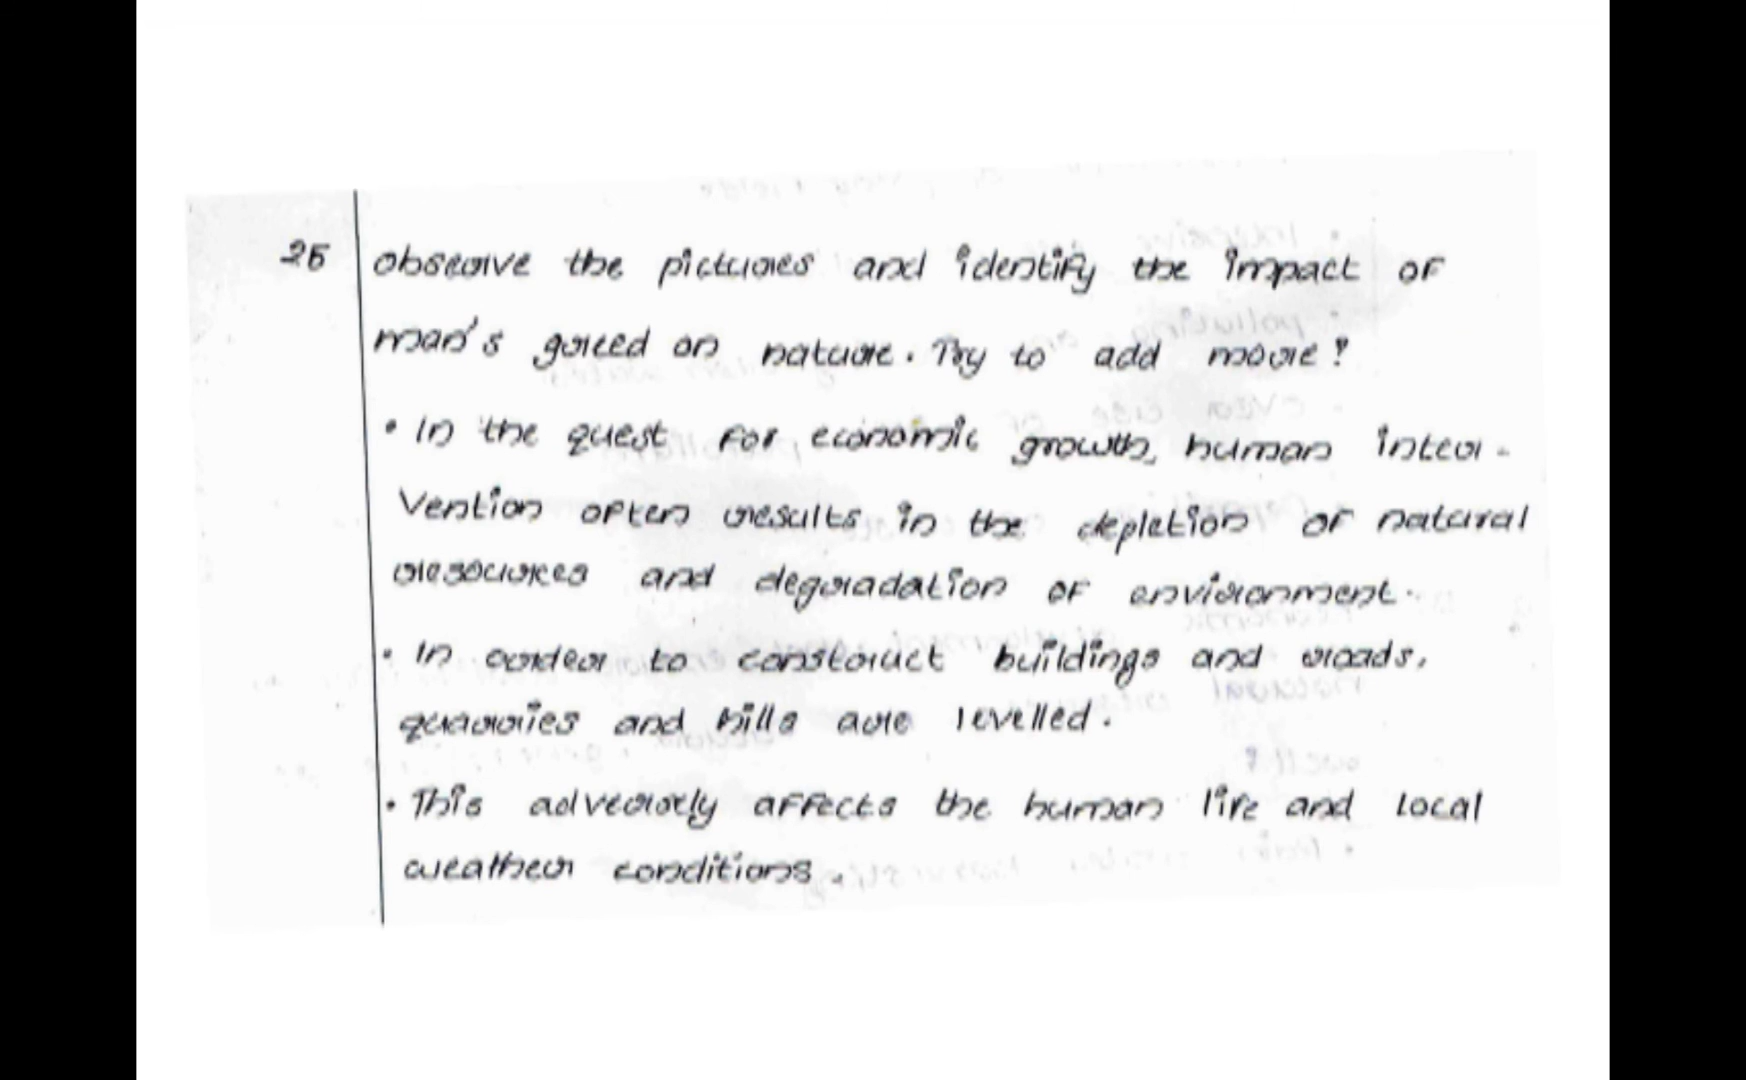 25 observe the pictures and identify the impact of
man's greed on nature. Try to add more?
• In the quest for economic growth, human inter-
vention often results in the depletion of natural
resources and degradation of environment.
• In order to construct buildings and roads,
quarries and hills are levelled.
• This adversely affects the human life and local
weather conditions.